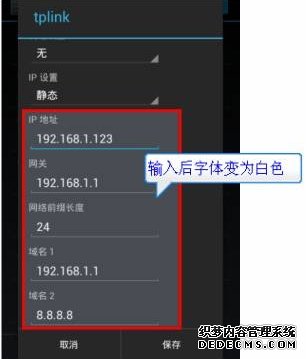 tplink
无
IP 设置
静态
IP 地址
192.168.1.123
输入后字体变为白色
网关
192.168.1.1
网络前缀长度
24
域名 1
192.168.1.1
域名 2
8.8.8.8
取消
保存
织梦内容管理系统
DEDECMS.COM